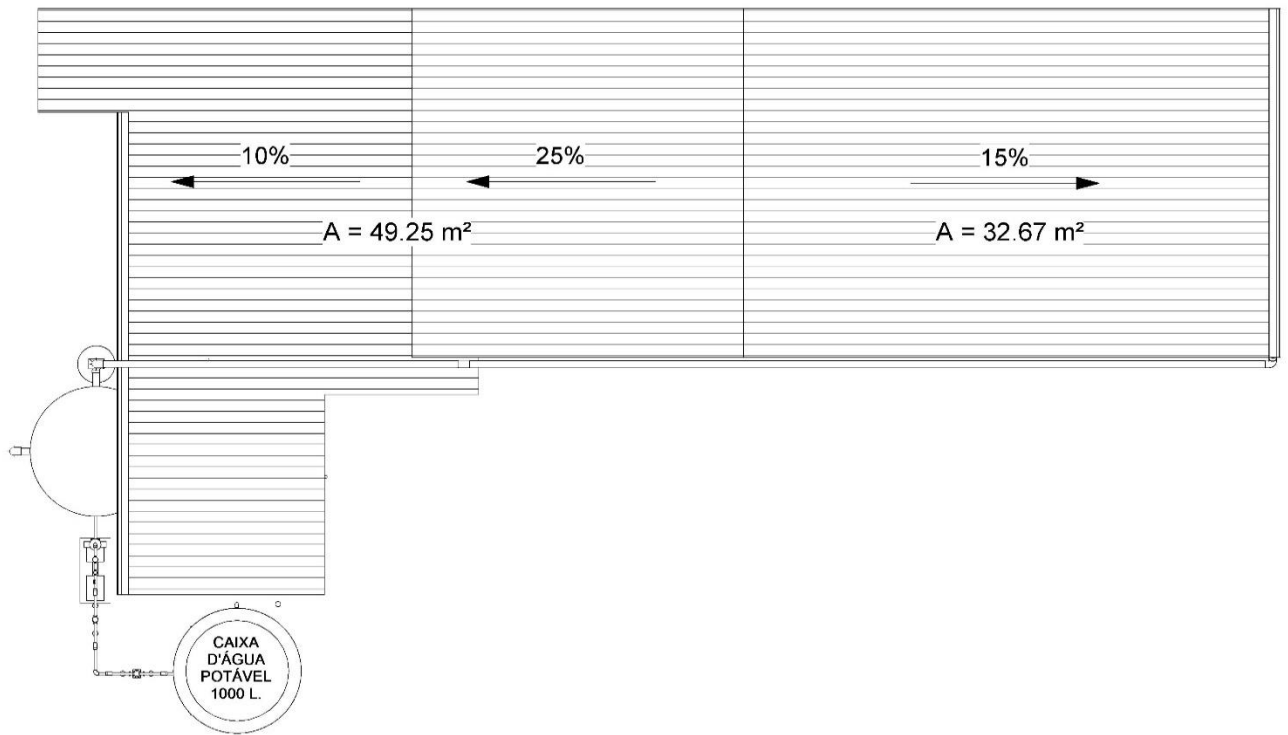 10%
25%
15%
A = 49.25 m²
A = 32.67 m²
CAIXA
D'ÁGUA
POTÁVEL
1000 L.